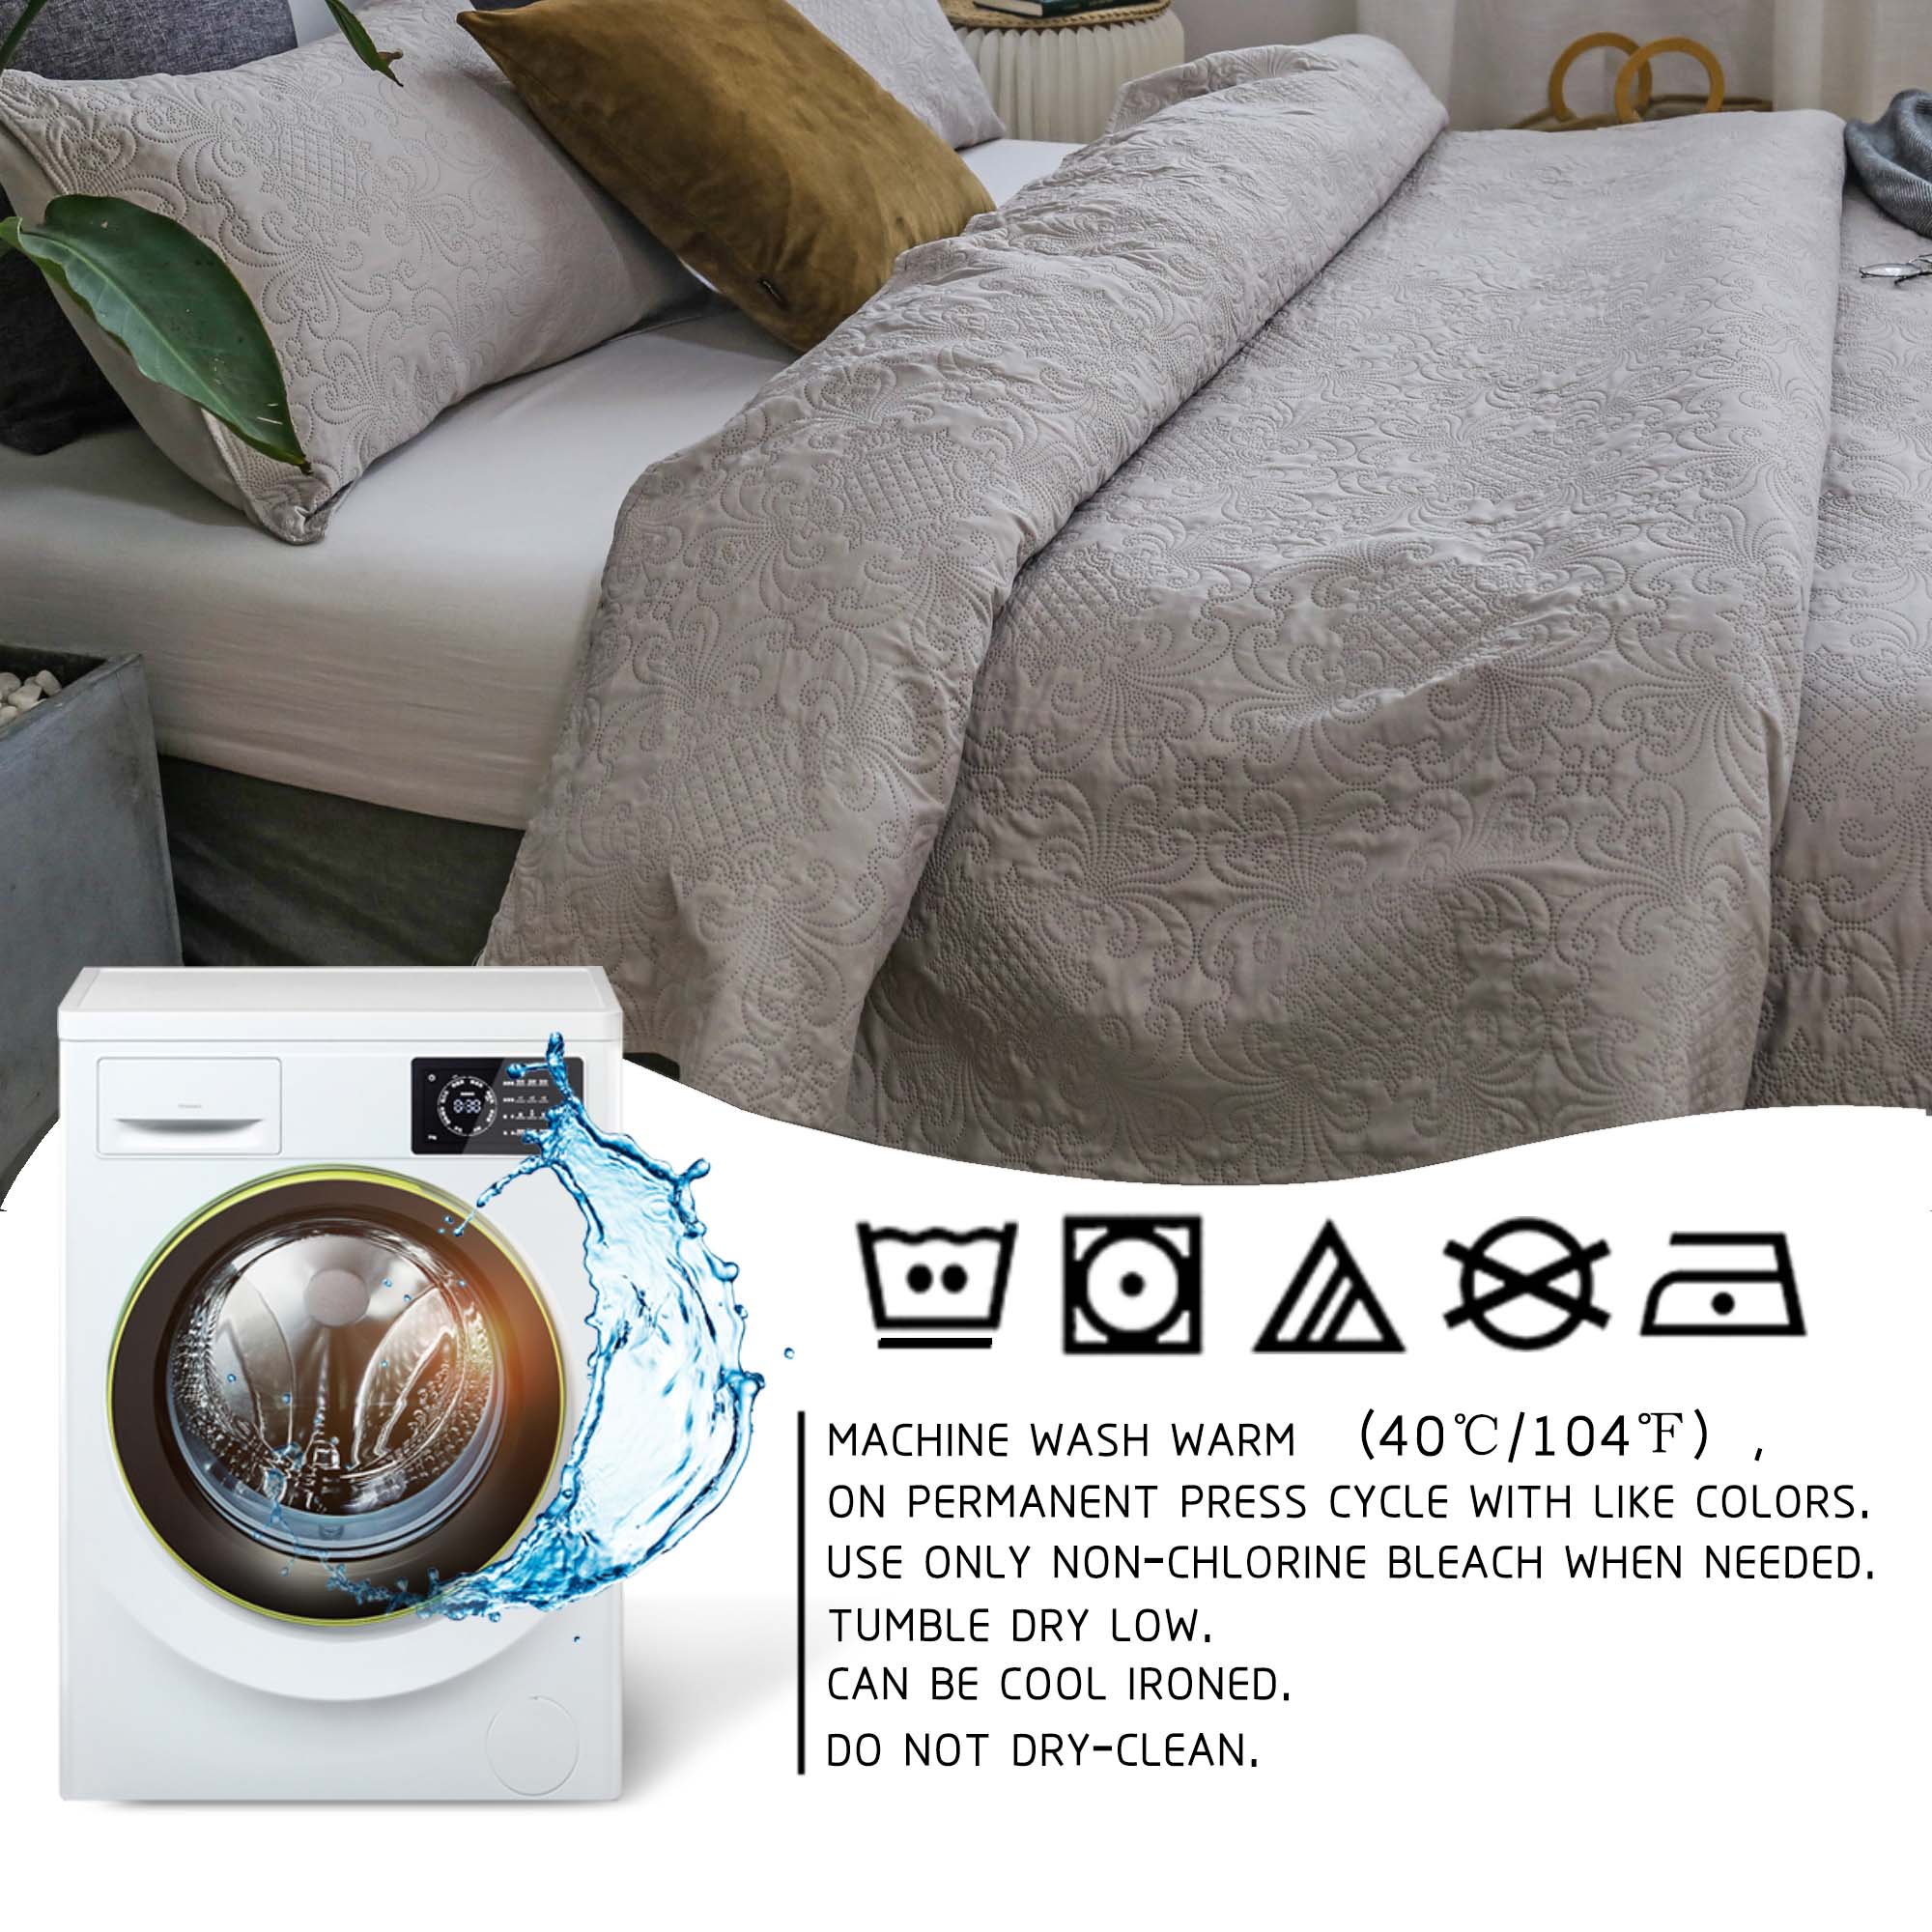 MACHINE WASH WARM (40℃/104℉) ,
ON PERMANENT PRESS CYCLE WITH LIKE COLORS.
USE ONLY NON-CHLORINE BLEACH WHEN NEEDED.
TUMBLE DRY LOW.
CAN BE COOL IRONED.
DO NOT DRY-CLEAN.